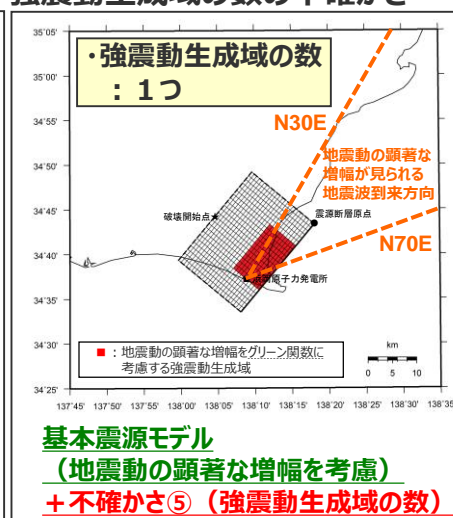 強震動生成域の数の不確かさ
・強震動生成域の数
：１つ
35°05'
35°00'
34°55'
34°50'
34°45'
34°40'
34°35'
34°30'
34°25'
N30E
地震動の顕著な
増幅が見られる
地震波到来方向
破壊開始点★
震源断層原点
N70E
原子力発電所
■：地震動の顕著な増幅をグリーン関数に
考慮する強震動生成域
km
0 5 10
137°45' 137°50' 137°55' 138°00' 138°05' 138°10' 138°15' 138°20' 138°25' 138°30' 138°35'
基本震源モデル
（地震動の顕著な増幅を考慮）
＋不確かさ⑤（強震動生成域の数）